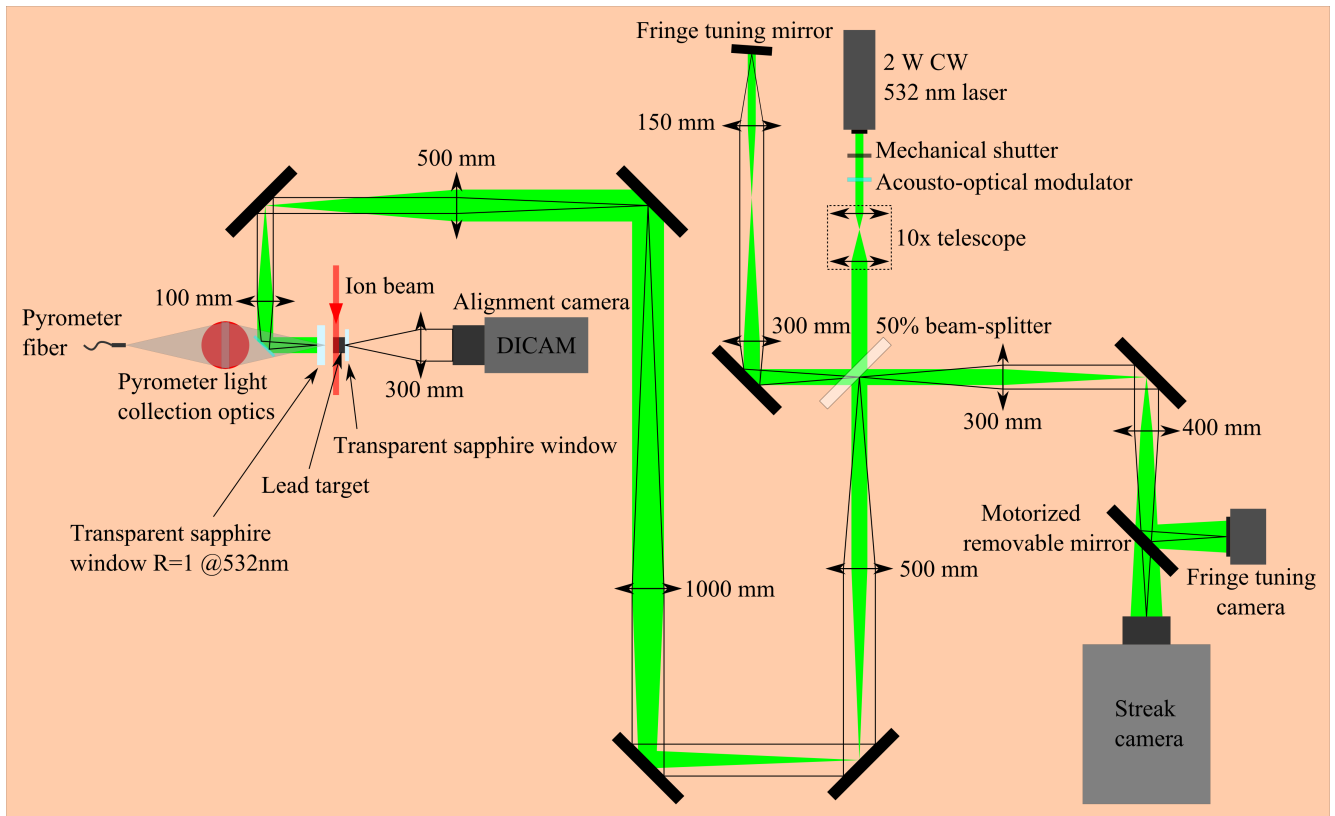 Fringe tuning mirror
2 W CW
532 nm laser
150 mm
Mechanical shutter
Acousto-optical modulator
500 mm
10x telescope
100 mm
Ion beam
Alignment camera
Pyrometer
fiber
DICAM
300 mm
50% beam-splitter
Pyrometer light
collection optics
300 mm
300 mm
400 mm
Transparent sapphire window
Lead target
Transparent sapphire
window R=1 @532nm
Motorized
removable mirror
500 mm
1000 mm
Fringe tuning
camera
Streak
camera